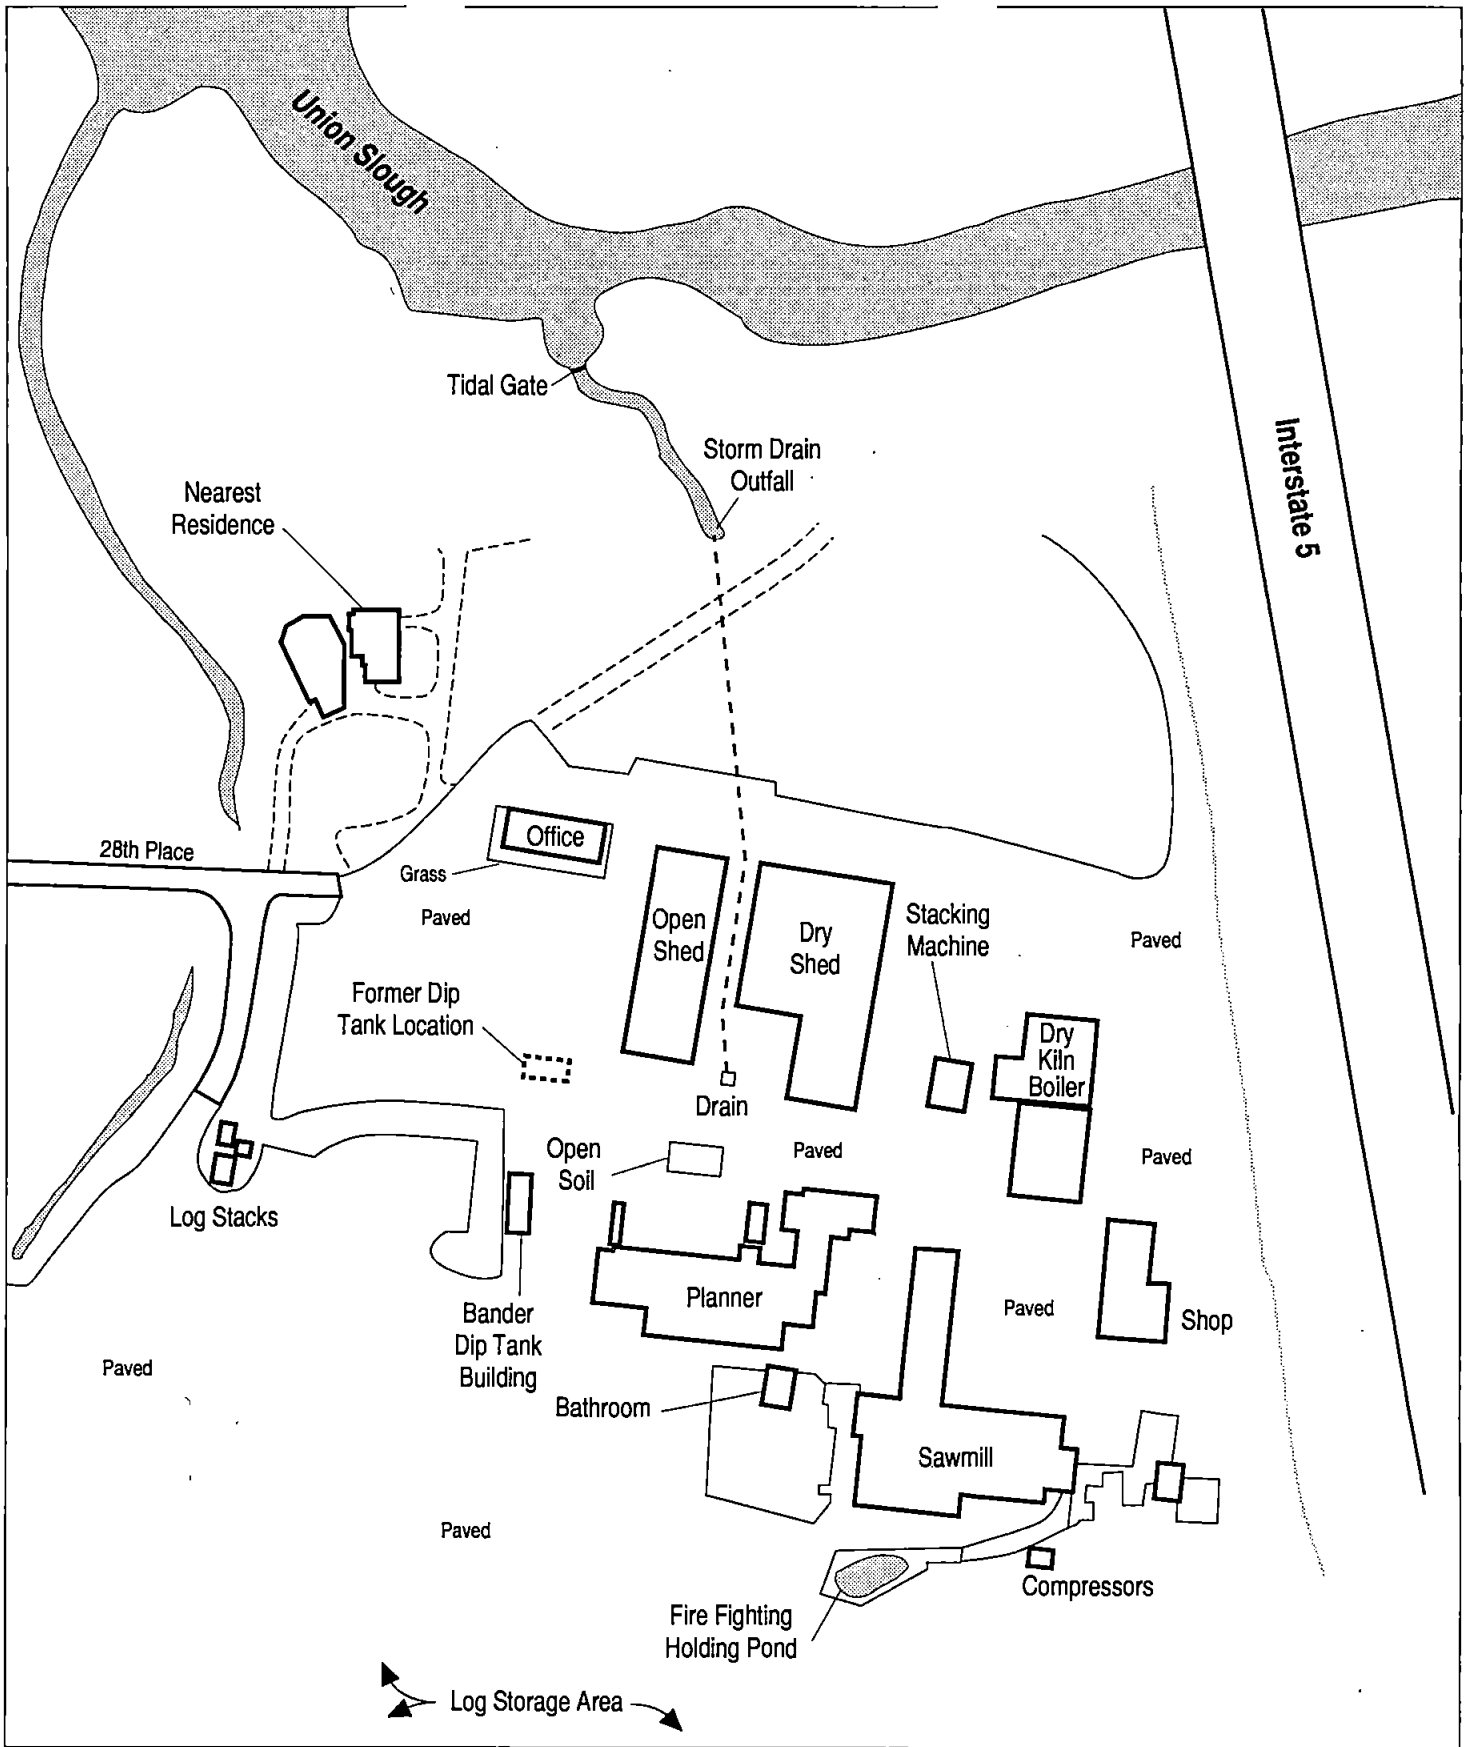 Union Slough
Tidal Gate
Storm Drain
Outfall
Interstate 5
Nearest
Residence
28th Place
Office
Grass
Paved
Open
Shed
Dry
Shed
Stacking
Machine
Paved
Former Dip
Tank Location
Dry
Kiln
Boiler
Drain
Open
Soil
Paved
Paved
Log Stacks
Bander
Dip Tank
Building
Planner
Paved
Shop
Paved
Bathroom
Sawmill
Paved
Compressors
Fire Fighting
Holding Pond
Log Storage Area